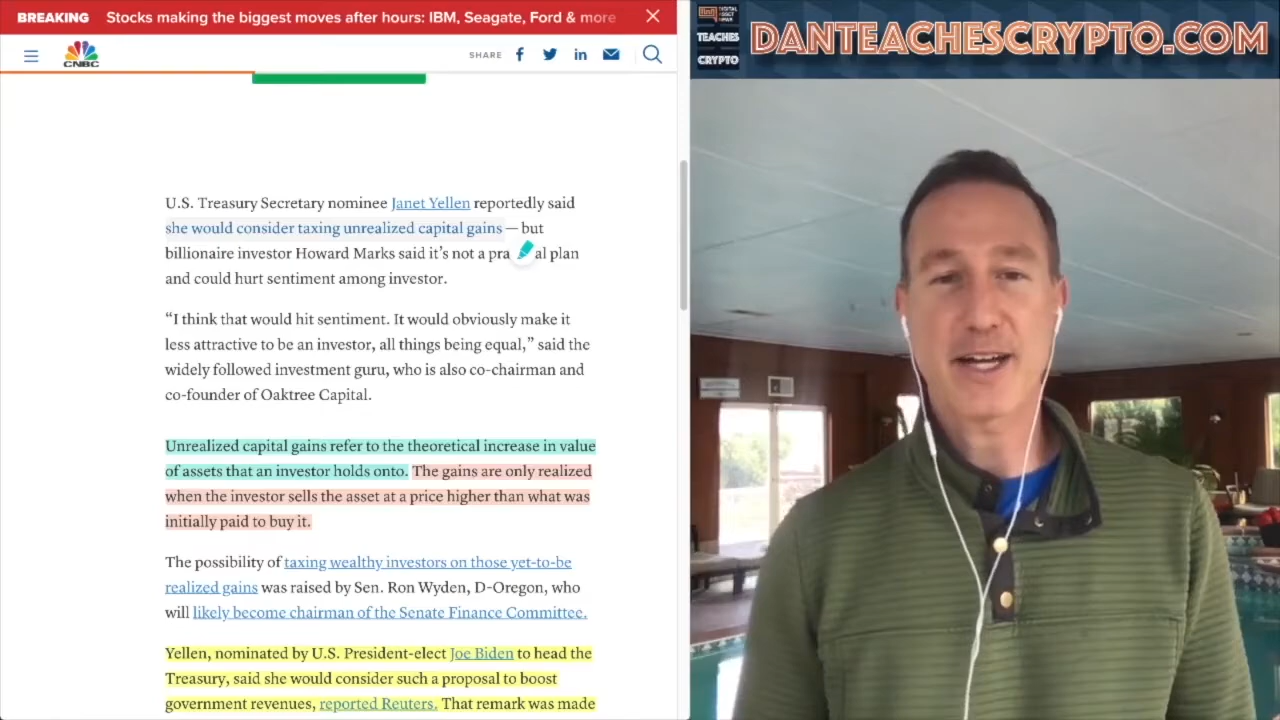 BREAKING Stocks making the biggest moves after hours: IBM, Seagate, Ford & more
CNBC
SHARE
U.S. Treasury Secretary nominee Janet Yellen reportedly said
she would consider taxing unrealized capital gains — but
billionaire investor Howard Marks said it's not a pra al plan
and could hurt sentiment among investor.
“I think that would hit sentiment. It would obviously make it
less attractive to be an investor, all things being equal,” said the
widely followed investment guru, who is also co-chairman and
co-founder of Oaktree Capital.
Unrealized capital gains refer to the theoretical increase in value
of assets that an investor holds onto. The gains are only realized
when the investor sells the asset at a price higher than what was
initially paid to buy it.
The possibility of taxing wealthy investors on those yet-to-be
realized gains was raised by Sen. Ron Wyden, D-Oregon, who
will likely become chairman of the Senate Finance Committee.
Yellen, nominated by U.S. President-elect Joe Biden to head the
Treasury, said she would consider such a proposal to boost
government revenues, reported Reuters. That remark was made
DIGITAL
ASSET
TEACHES
CRYPTO
DANTEACHESCRYPTO.COM